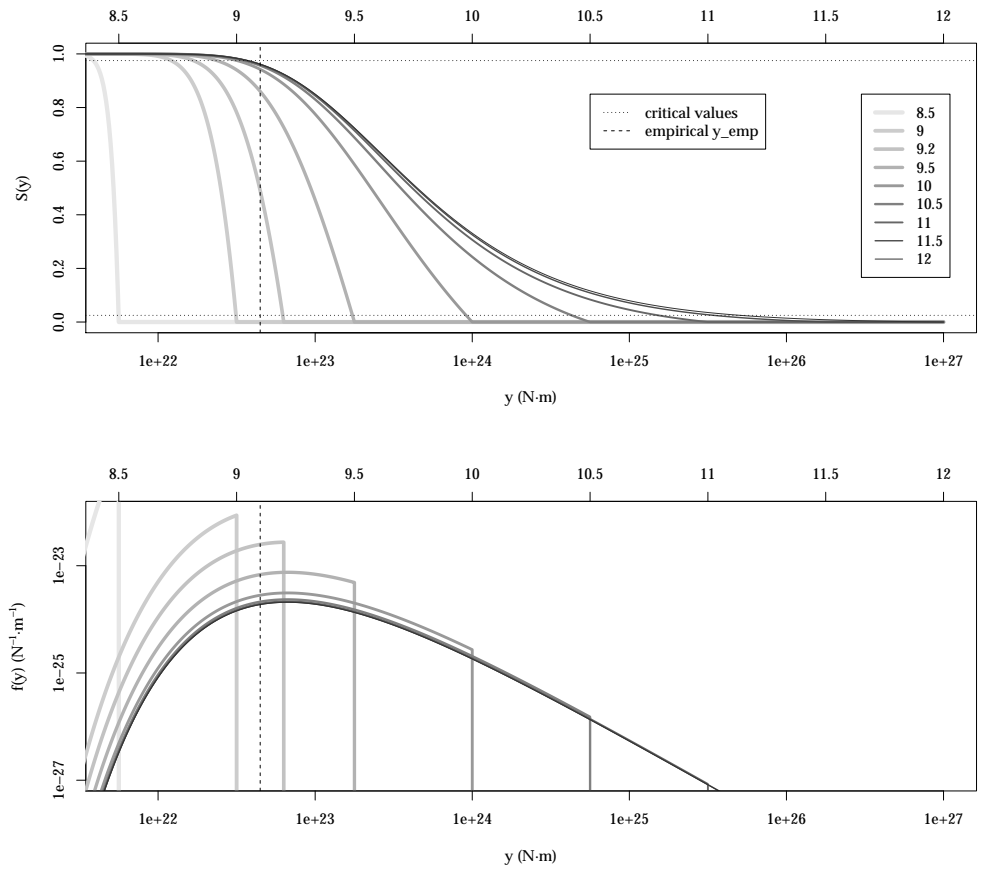 8.5 9 9.5 10 10.5 11 11.5 12
S(y)
1.0
0.8
0.6
0.4
0.2
0.0
critical values
empirical y_emp
8.5
9
9.2
9.5
10
10.5
11
11.5
12
1e+22 1e+23 1e+24 1e+25 1e+26 1e+27
y (N·m)
8.5 9 9.5 10 10.5 11 11.5 12
f(y) (N⁻¹·m⁻¹)
1e−23
1e−25
1e−27
1e+22 1e+23 1e+24 1e+25 1e+26 1e+27
y (N·m)